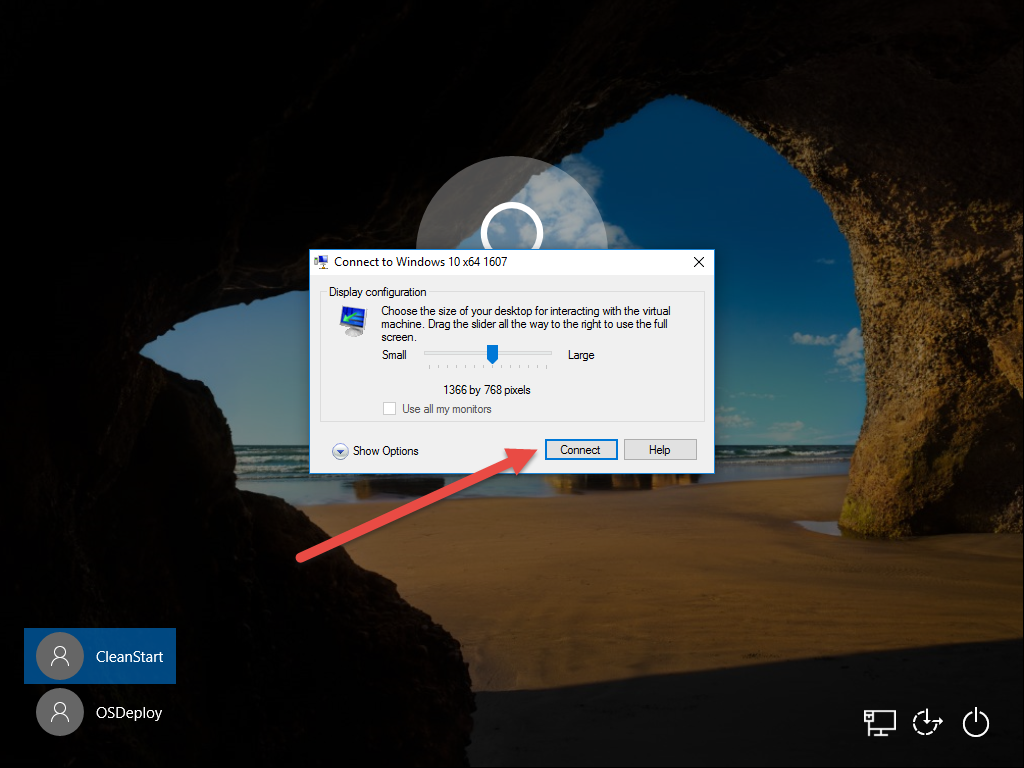 Connect to Windows 10 x64 1607
Display configuration
Choose the size of your desktop for interacting with the virtual
machine. Drag the slider all the way to the right to use the full
screen.
Small Large
1366 by 768 pixels
Use all my monitors
Show Options Connect Help
CleanStart
OSDeploy